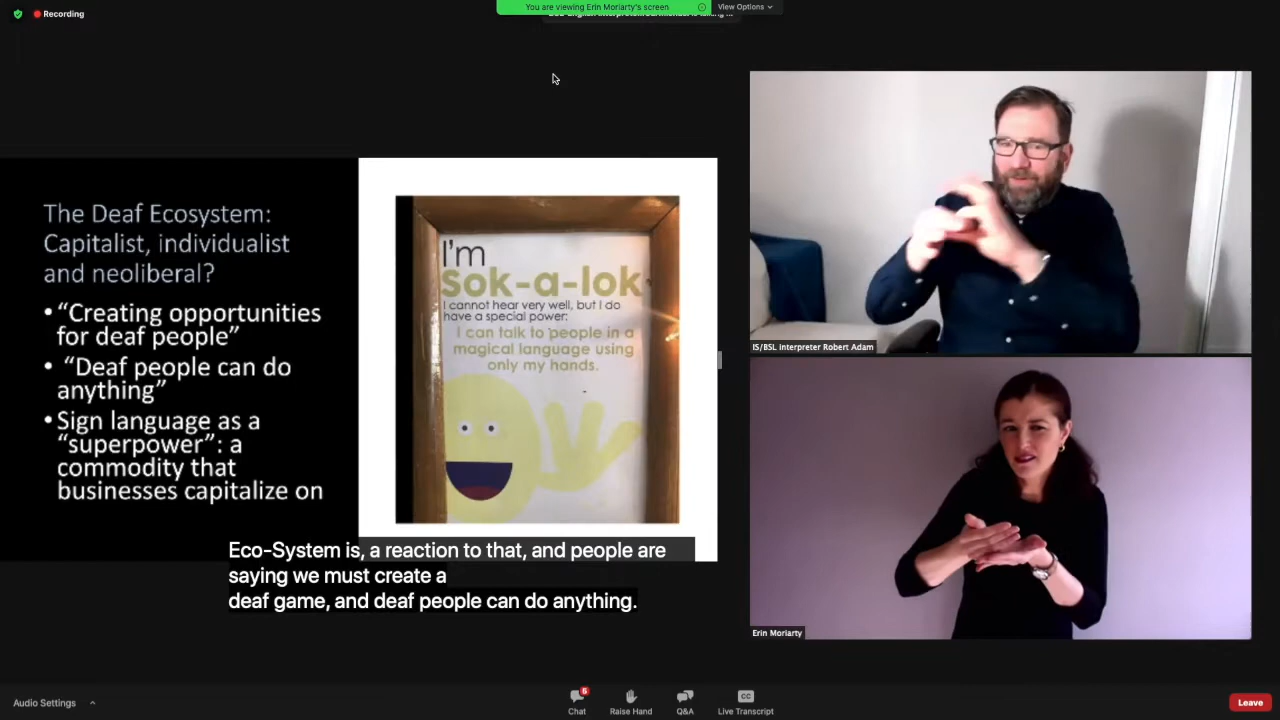 Recording
You are viewing Erin Moriarty's screen
View Options
The Deaf Ecosystem:
Capitalist, individualist
and neoliberal?
• “Creating opportunities
for deaf people”
• “Deaf people can do
anything”
• Sign language as a
“superpower”: a
commodity that
businesses capitalize on
I'm
Sok-a-lok
I cannot hear very well, but I do
have a special power:
I can talk to people in a
magical language using
only my hands.
IS/BSL Interpreter Robert Adam
Erin Moriarty
Eco-System is, a reaction to that, and people are
saying we must create a
deaf game, and deaf people can do anything.
Audio Settings
6
Chat
Raise Hand
Q&A
CC
Live Transcript
Leave